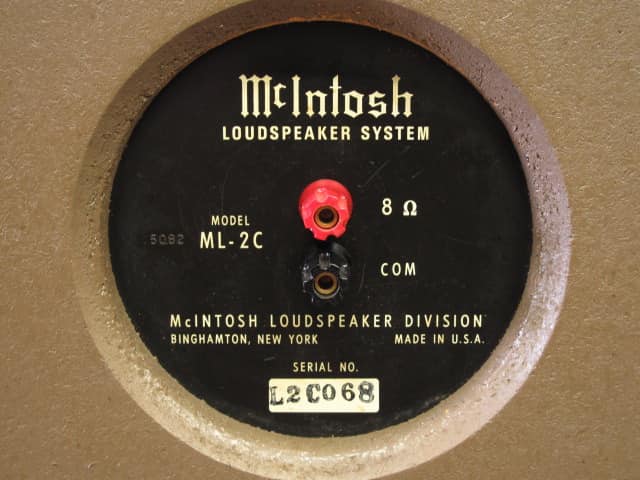 McIntosh
LOUDSPEAKER SYSTEM
8 Ω
MODEL
5082 ML-2C
COM
McINTOSH LOUDSPEAKER DIVISION
BINGHAMTON, NEW YORK MADE IN U.S.A.
SERIAL NO.
L2C068